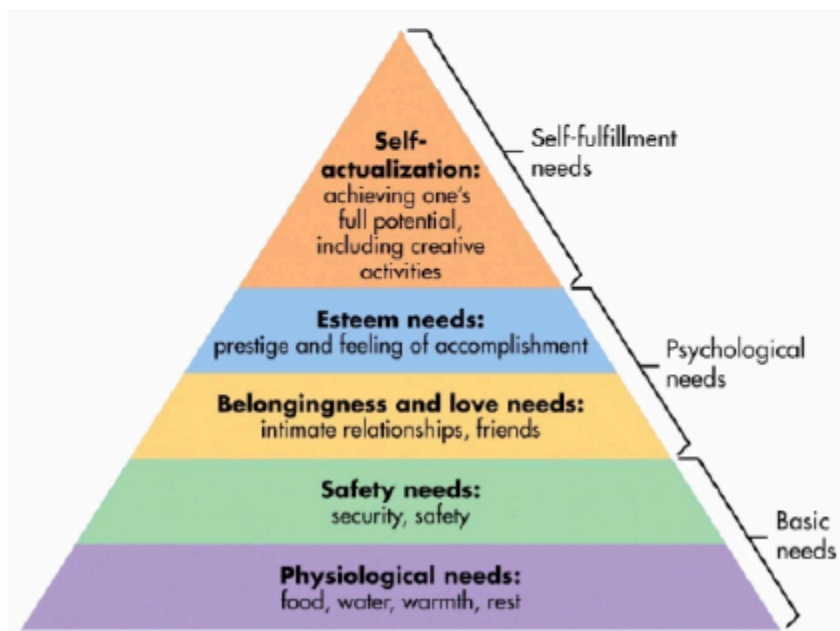 Self-
actualization:
achieving one's
full potential,
including creative
activities
Self-fulfillment
needs
Esteem needs:
prestige and feeling of accomplishment
Psychological
needs
Belongingness and love needs:
intimate relationships, friends
Safety needs:
security, safety
Basic
needs
Physiological needs:
food, water, warmth, rest